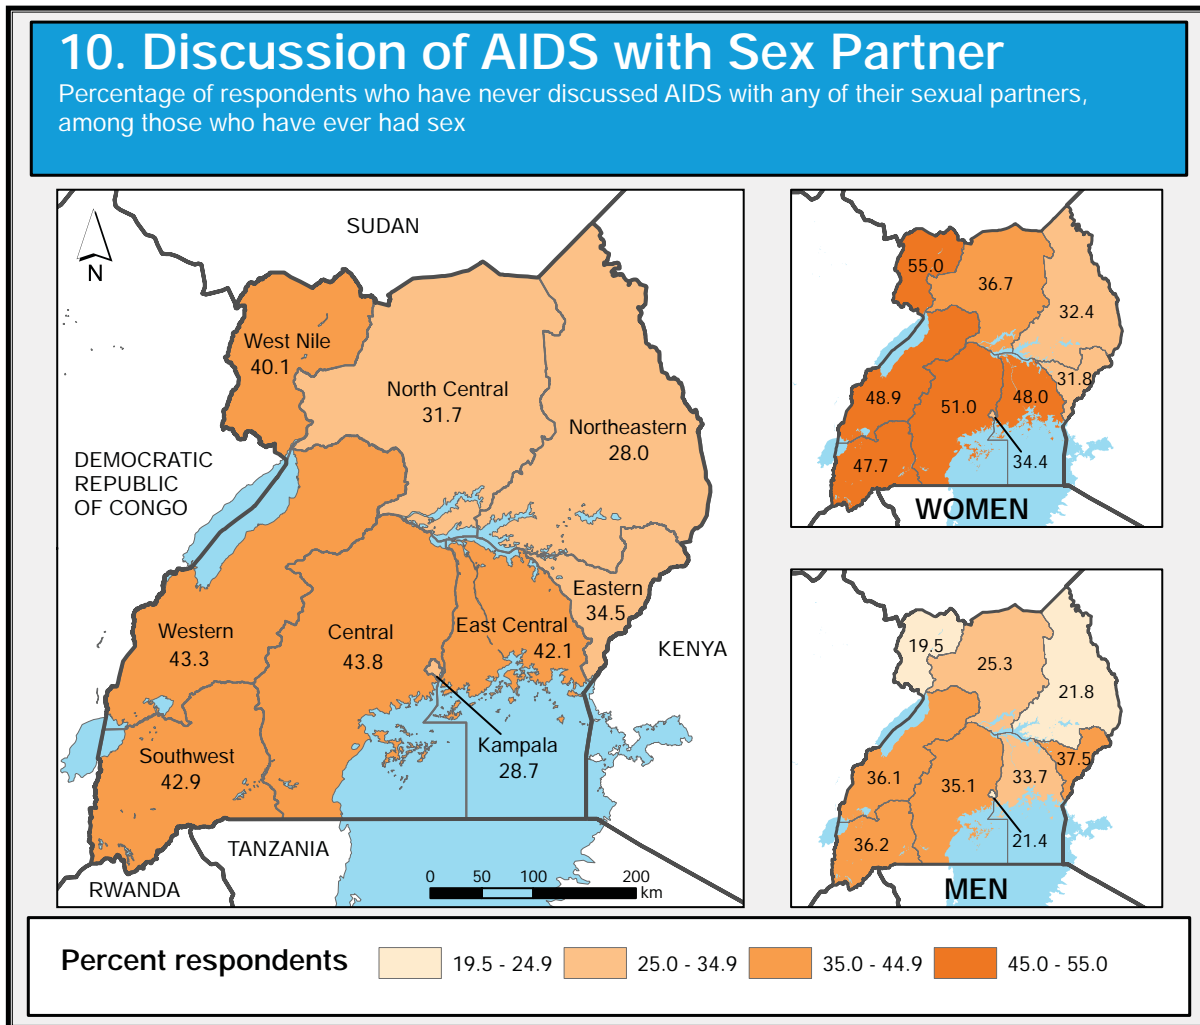 10. Discussion of AIDS with Sex Partner
Percentage of respondents who have never discussed AIDS with any of their sexual partners,
among those who have ever had sex
N
SUDAN
West Nile
40.1
North Central
31.7
Northeastern
28.0
DEMOCRATIC
REPUBLIC
OF CONGO
Eastern
34.5
Western
43.3
Central
43.8
East Central
42.1
KENYA
Southwest
42.9
Kampala
28.7
TANZANIA
RWANDA
0 50 100 200
km
55.0
36.7
32.4
31.8
48.9
51.0
48.0
47.7
34.4
WOMEN
19.5
25.3
21.8
37.5
36.1
35.1
33.7
36.2
21.4
MEN
Percent respondents
19.5 - 24.9
25.0 - 34.9
35.0 - 44.9
45.0 - 55.0